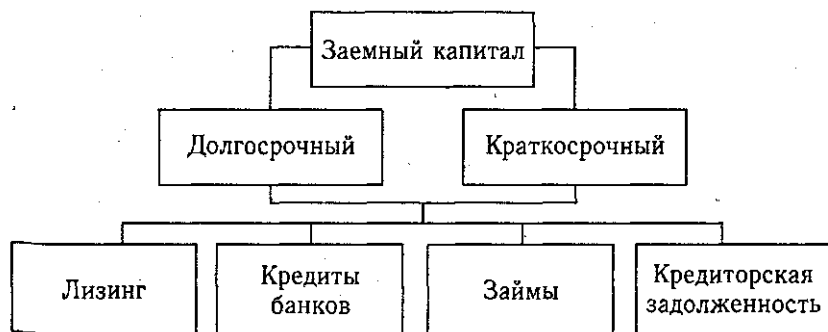 Заемный капитал
Долгосрочный
Краткосрочный
Лизинг
Кредиты
банков
Займы
Кредиторская
задолженность